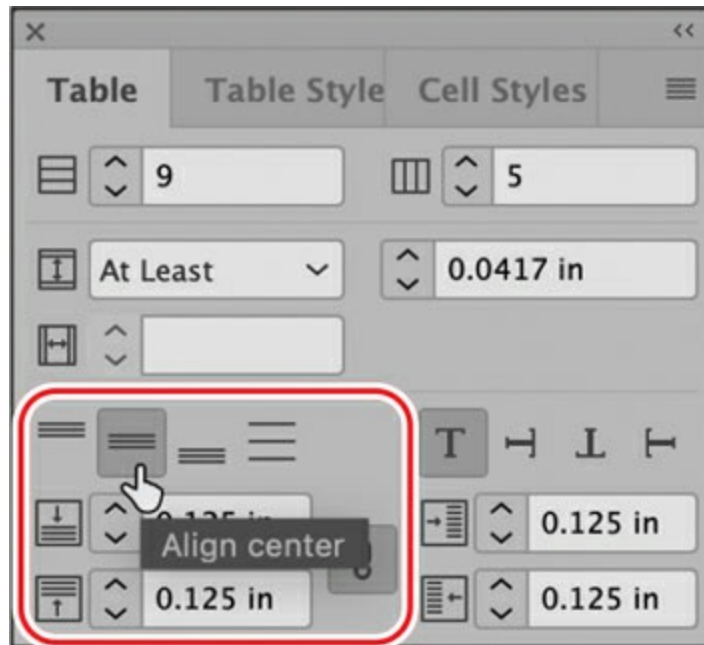 Table Table Style Cell Styles
9 5
At Least 0.0417 in
Align center 0.125 in
0.125 in 0.125 in